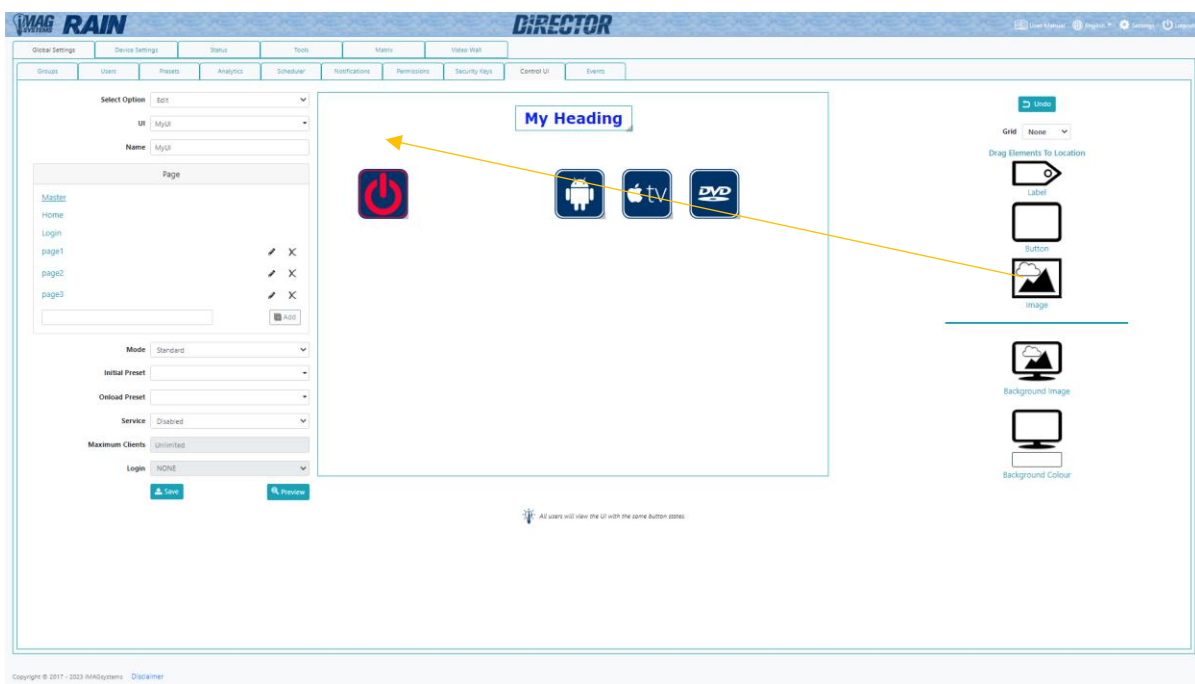 iMAG SYSTEMS RAIN DiRECTOR User Manual English Settings Logout
Global Settings Device Settings Status Tools Matrix Video Wall
Groups Users Presets Analytics Scheduler Notifications Permissions Security Keys Control UI Events
Select Option Edit
UI MyUI
Name MyUI
Page
Master
Home
Login
page1
page2
page3
Add
Mode Standard
Initial Preset
Onload Preset
Service Disabled
Maximum Clients Unlimited
Login NONE
Save Preview
My Heading
tv DVD
All users will view the UI with the same button states.
Undo
Grid None
Drag Elements To Location
Label
Button
Image
Background Image
Background Colour
Copyright © 2017 - 2023 iMAGsystems Disclaimer